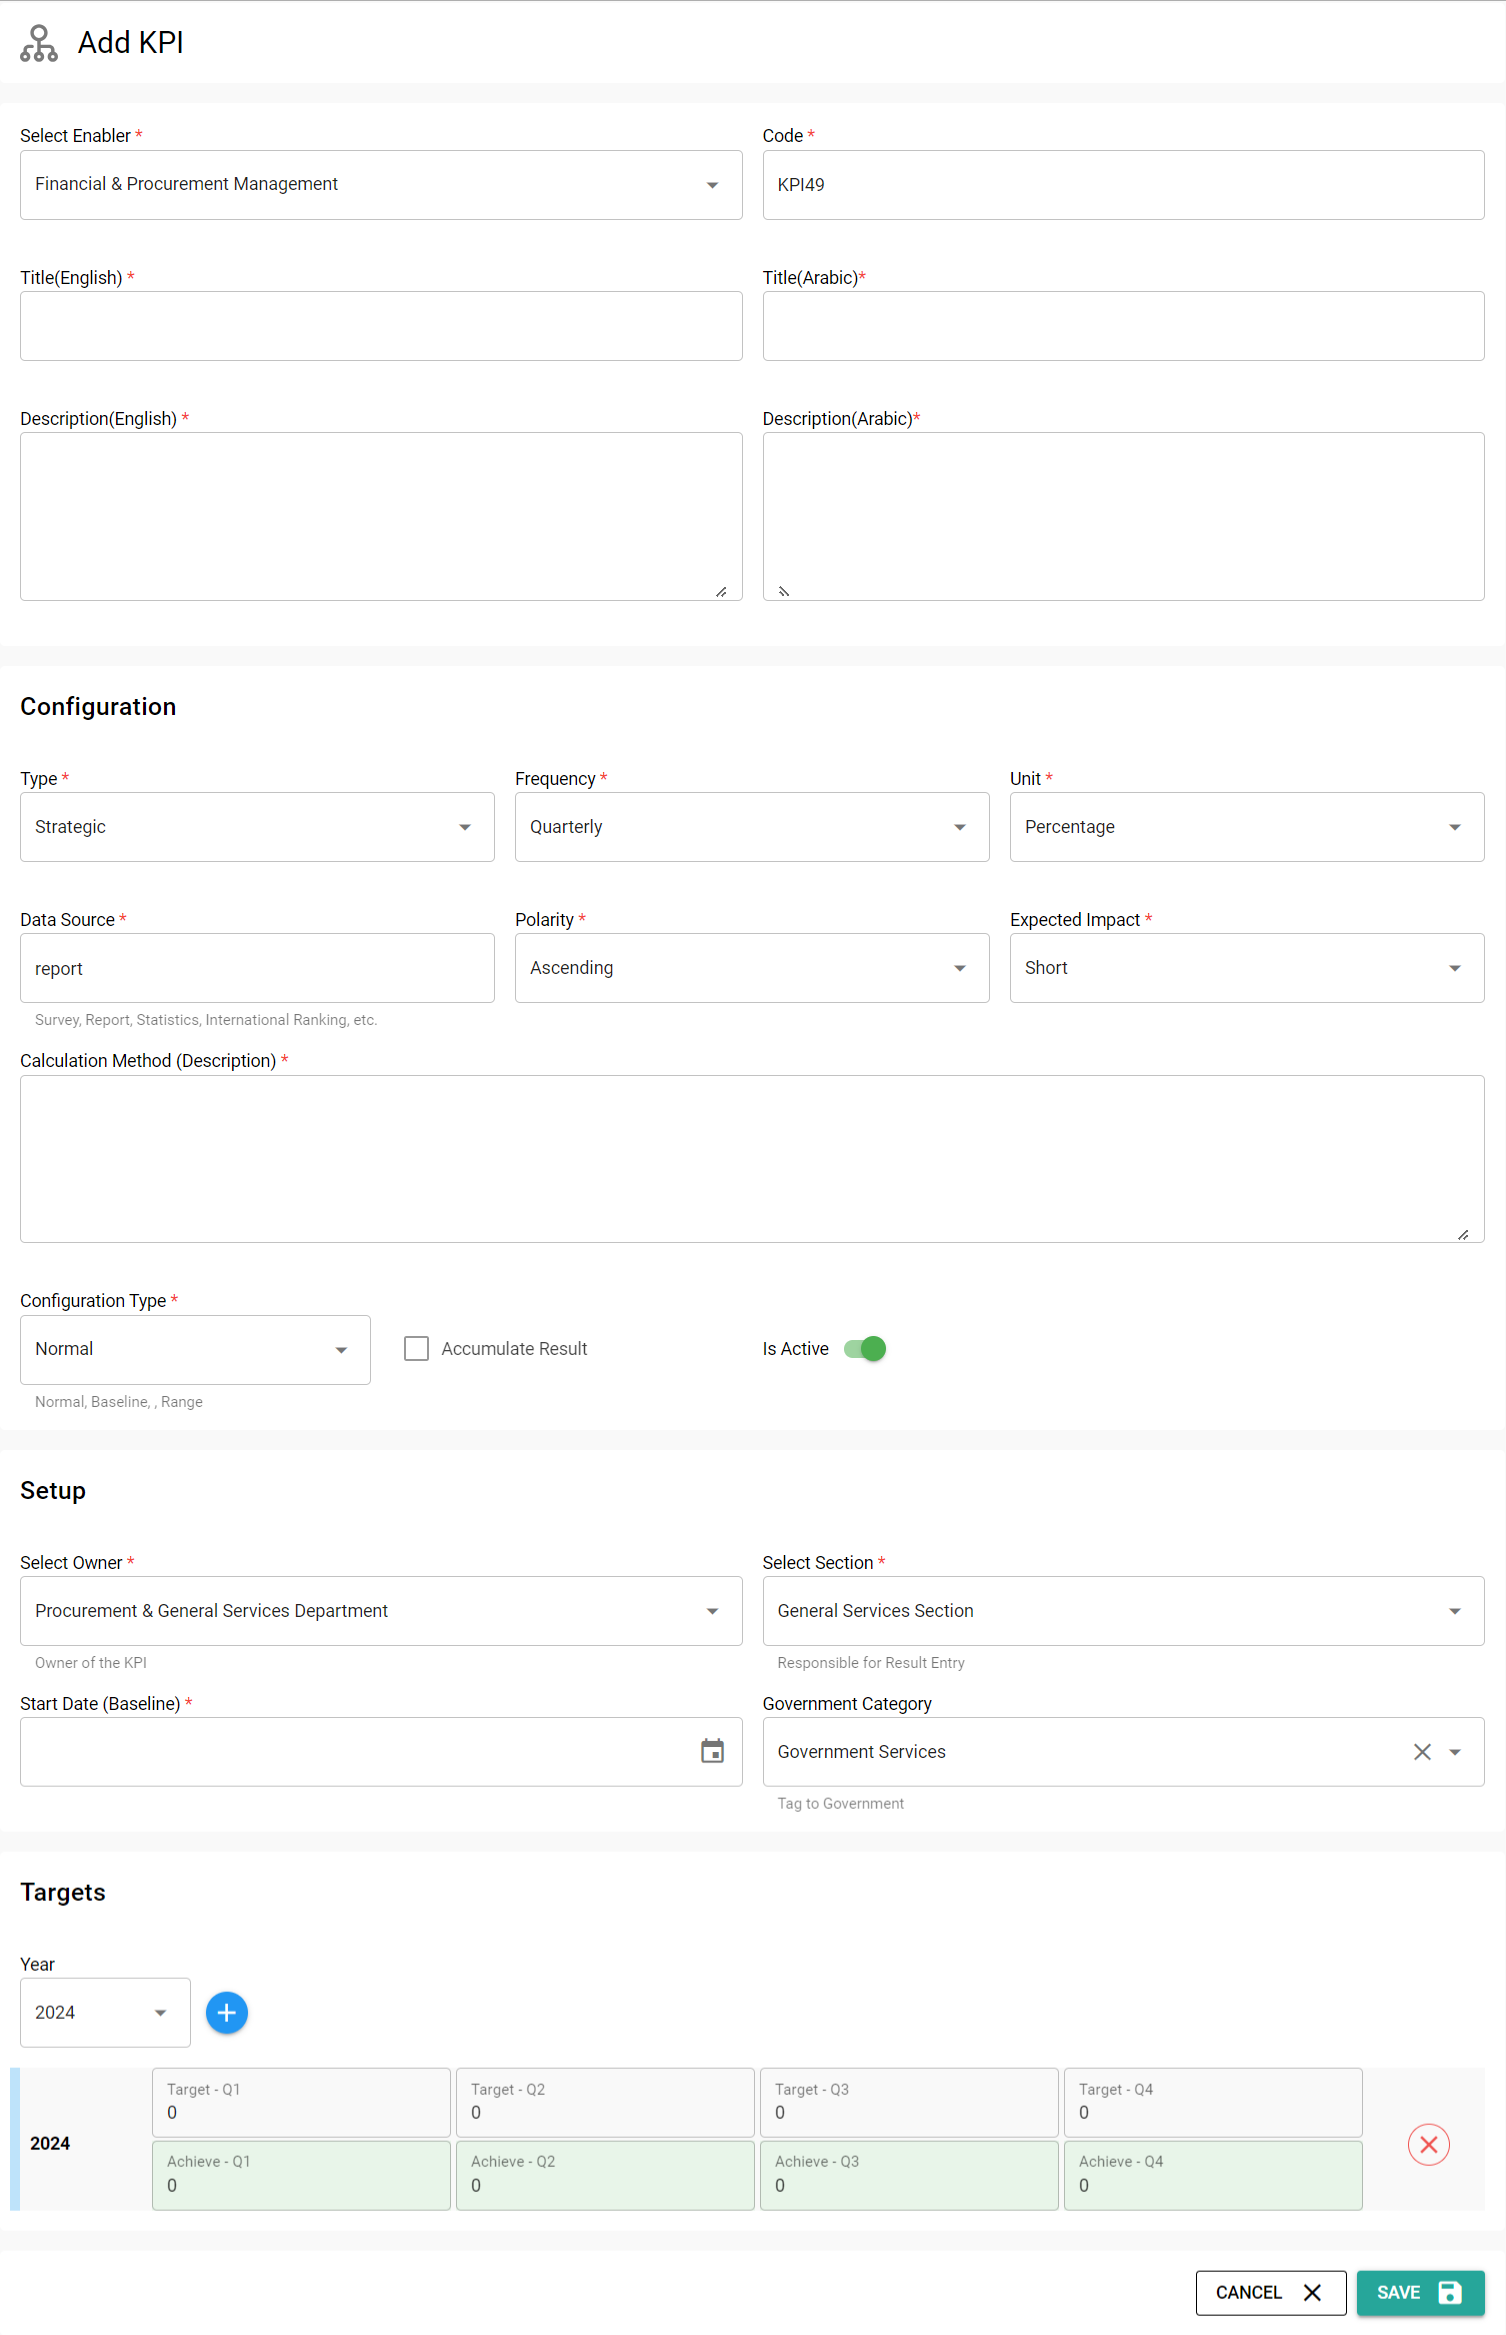 Add KPI
Select Enabler *
Code *
Financial & Procurement Management
KPI49
Title(English) *
Title(Arabic)*
Description(English) *
Description(Arabic)*
Configuration
Type *
Frequency *
Unit *
Strategic
Quarterly
Percentage
Data Source *
Polarity *
Expected Impact *
report
Ascending
Short
Survey, Report, Statistics, International Ranking, etc.
Calculation Method (Description) *
Configuration Type *
Normal
Accumulate Result
Is Active
Normal, Baseline, , Range
Setup
Select Owner *
Select Section *
Procurement & General Services Department
General Services Section
Owner of the KPI
Responsible for Result Entry
Start Date (Baseline) *
Government Category
Government Services
Tag to Government
Targets
Year
2024
2024
Target - Q1
0
Target - Q2
0
Target - Q3
0
Target - Q4
0
Achieve - Q1
0
Achieve - Q2
0
Achieve - Q3
0
Achieve - Q4
0
CANCEL
SAVE